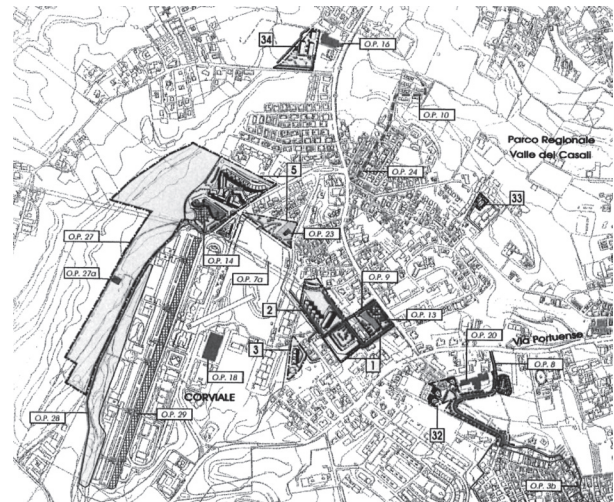 34
O.P. 16
O.P. 10
Parco Regionale
Valle dei Casali
5
O.P. 24
33
O.P. 27
O.P. 23
O.P. 14
O.P. 27a
O.P. 7a
O.P. 9
2
O.P. 13
O.P. 20
Via Portuense
3
O.P. 8
1
O.P. 18
CORVIALE
O.P. 28
O.P. 29
32
O.P. 3b